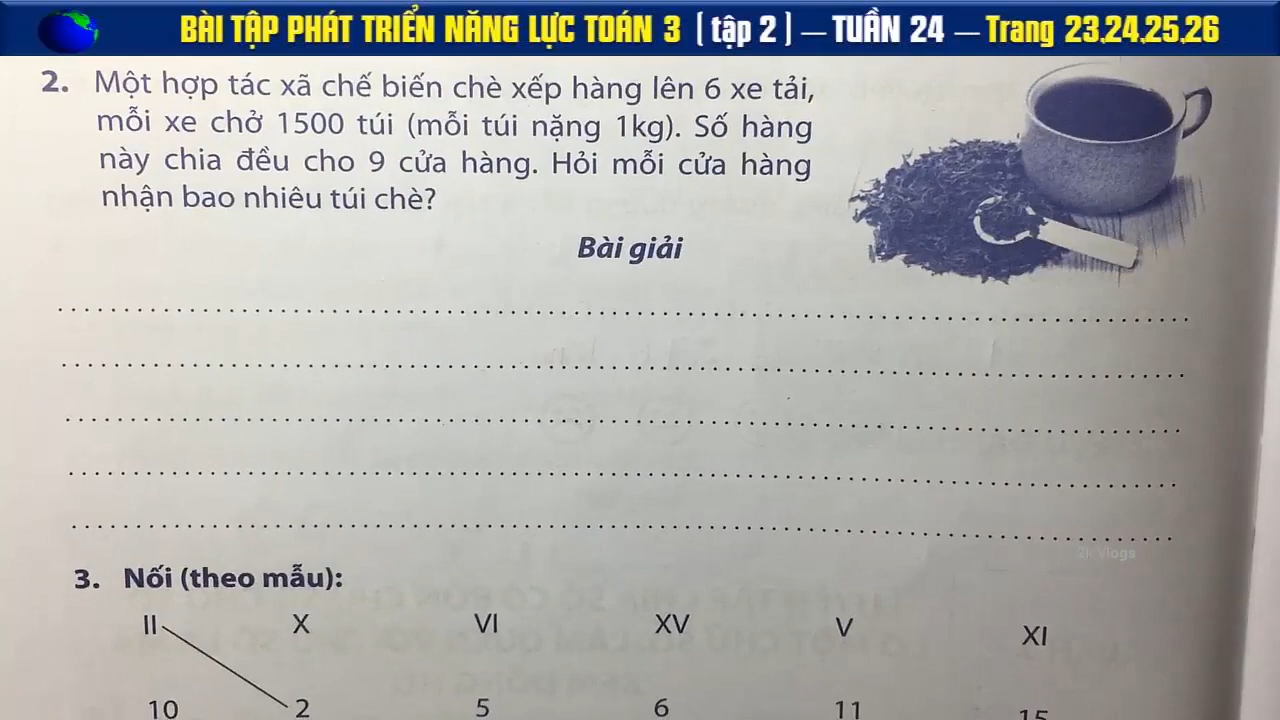 BÀI TẬP PHÁT TRIỂN NĂNG LỰC TOÁN 3 ( tập 2 ) – TUẦN 24 – Trang 23,24,25,26
2. Một hợp tác xã chế biến chè xếp hàng lên 6 xe tải,
mỗi xe chở 1500 túi (mỗi túi nặng 1kg). Số hàng
này chia đều cho 9 cửa hàng. Hỏi mỗi cửa hàng
nhận bao nhiêu túi chè?
Bài giải
2k Vlogs
3. Nối (theo mẫu):
II X VI XV V XI
10 2 5 6 11 15